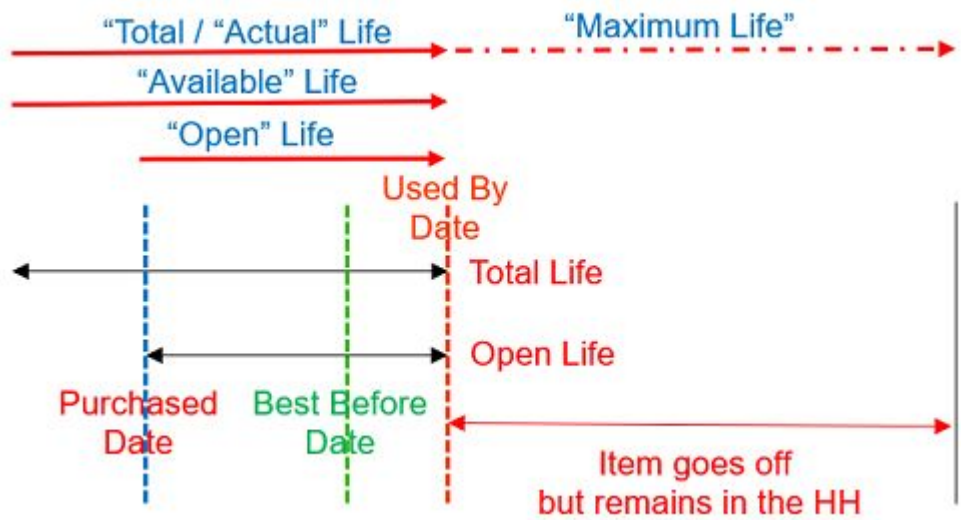 “Total / “Actual” Life
“Maximum Life”
“Available” Life
“Open” Life
Used By
Date
Total Life
Open Life
Purchased
Date
Best Before
Date
Item goes off
but remains in the HH